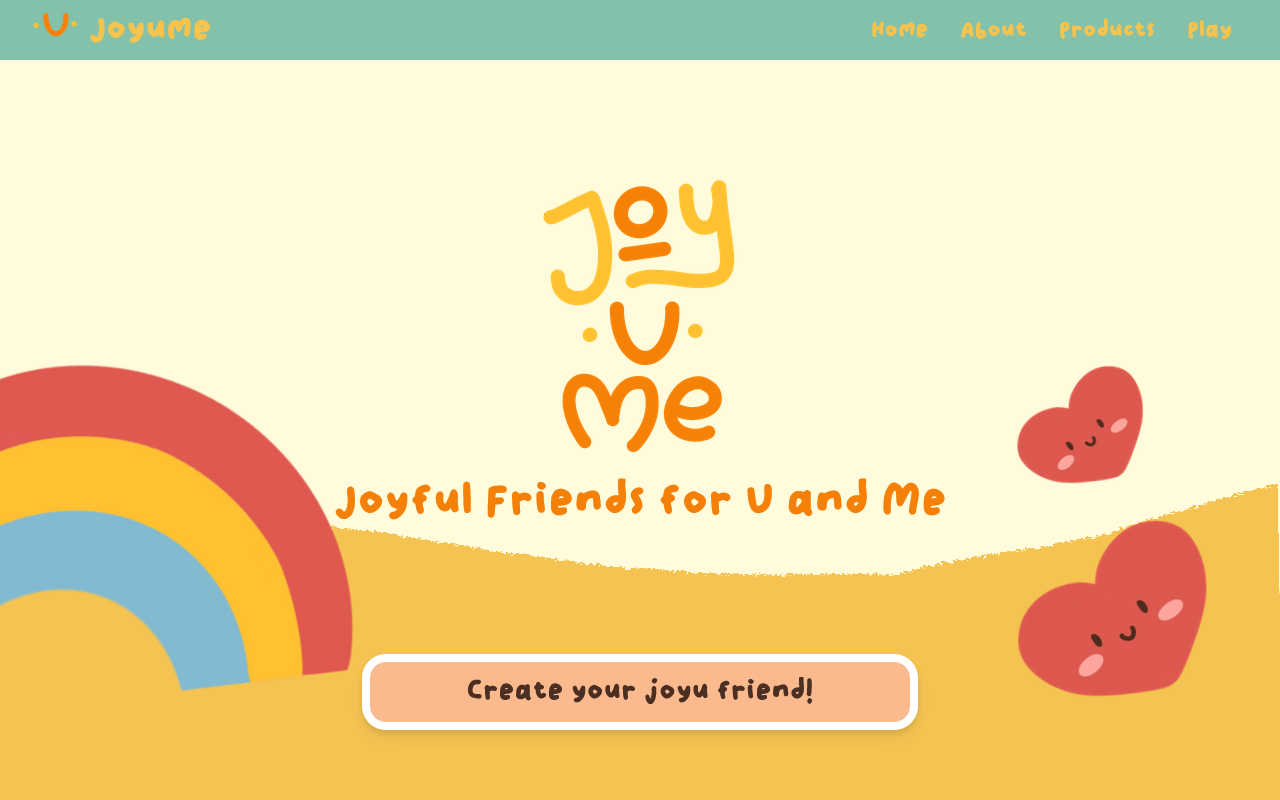 U Joyume
Home About Products Play
Joy
U
Me
Joyful Friends for U and Me
Create your joyu friend!